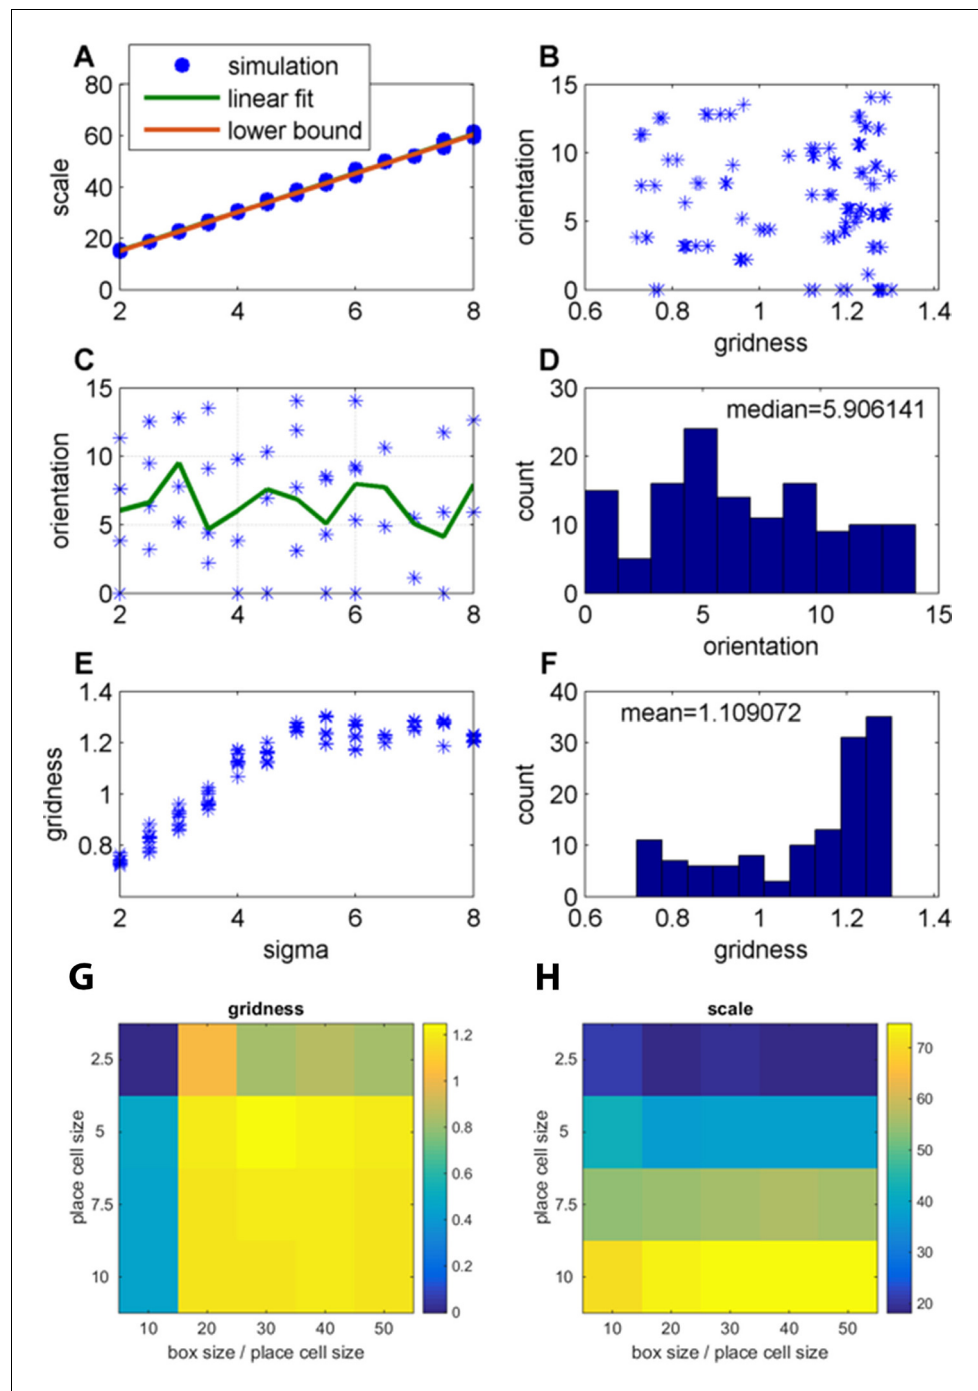 A
simulation
linear fit
lower bound
80
60
40
20
0
scale
2
4
6
8
B
15
10
5
0
orientation
0.6
0.8
1
1.2
1.4
gridness
C
15
10
5
0
orientation
2
4
6
8
D
median=5.906141
30
20
10
0
count
0
5
10
15
orientation
E
1.4
1.2
1
0.8
gridness
2
4
6
8
sigma
F
mean=1.109072
40
30
20
10
0
count
0.6
0.8
1
1.2
1.4
gridness
G
gridness
2.5
5
7.5
10
place cell size
10
20
30
40
50
box size / place cell size
1.2
1
0.8
0.6
0.4
0.2
0
H
scale
2.5
5
7.5
10
place cell size
10
20
30
40
50
box size / place cell size
70
60
50
40
30
20